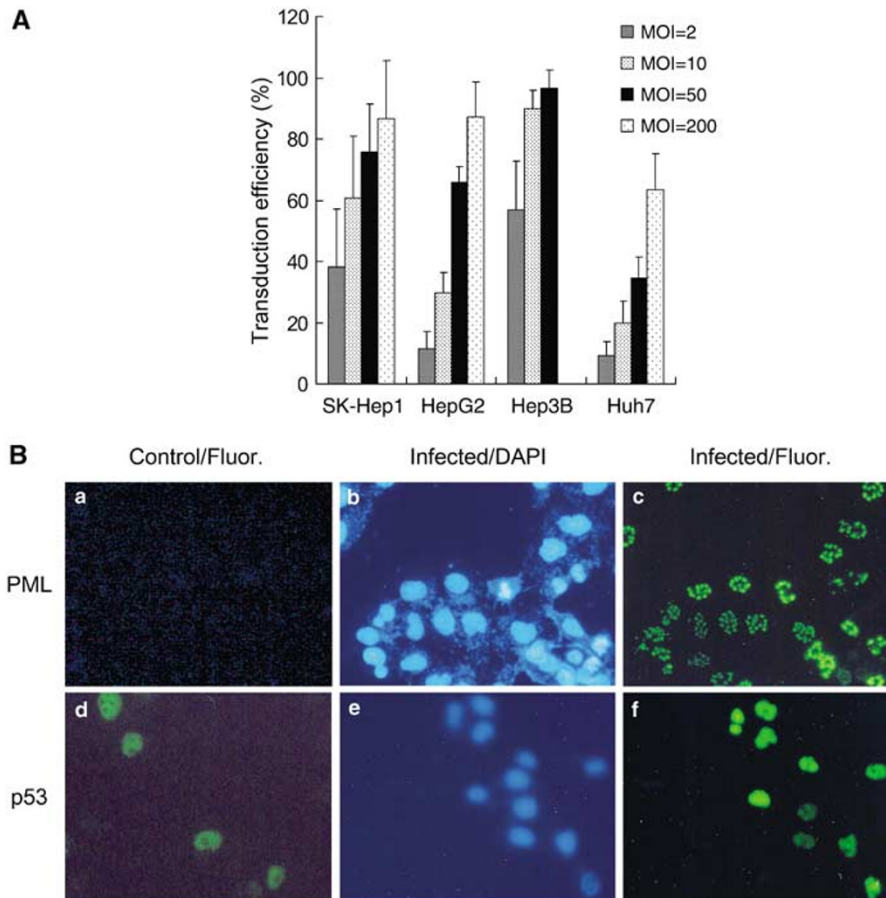 A
Transduction efficiency (%)
120
100
80
60
40
20
0
MOI=2
MOI=10
MOI=50
MOI=200
SK-Hep1 HepG2 Hep3B Huh7
B
Control/Fluor. Infected/DAPI Infected/Fluor.
PML
a b c
p53
d e f